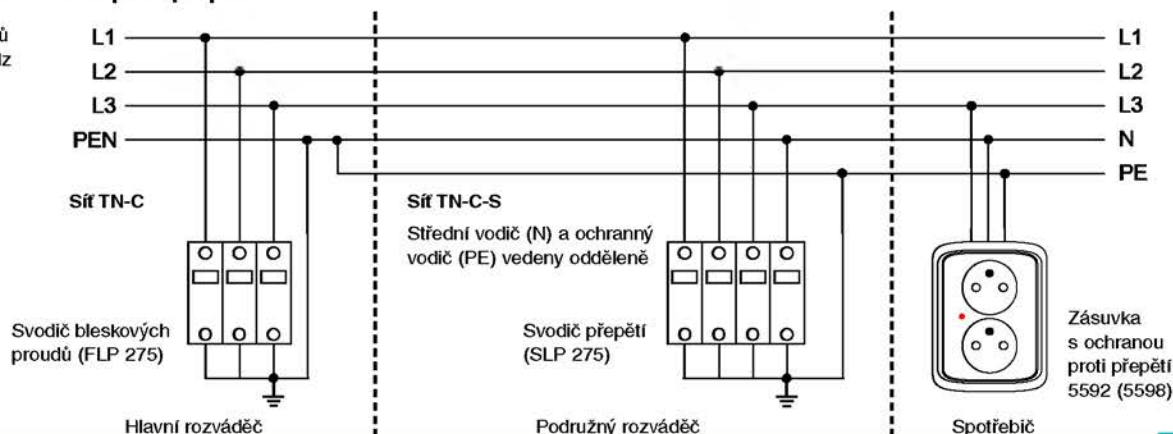 ů
lz
L1
L2
L3
PEN
L1
L2
L3
N
PE
Síť TN-C
Síť TN-C-S
Střední vodič (N) a ochranný
vodič (PE) vedeny odděleně
Svodič bleskových
proudů (FLP 275)
Svodič přepětí
(SLP 275)
Zásuvka
s ochranou
proti přepětí
5592 (5598)
Hlavní rozváděč
Podružný rozváděč
Spotřebič